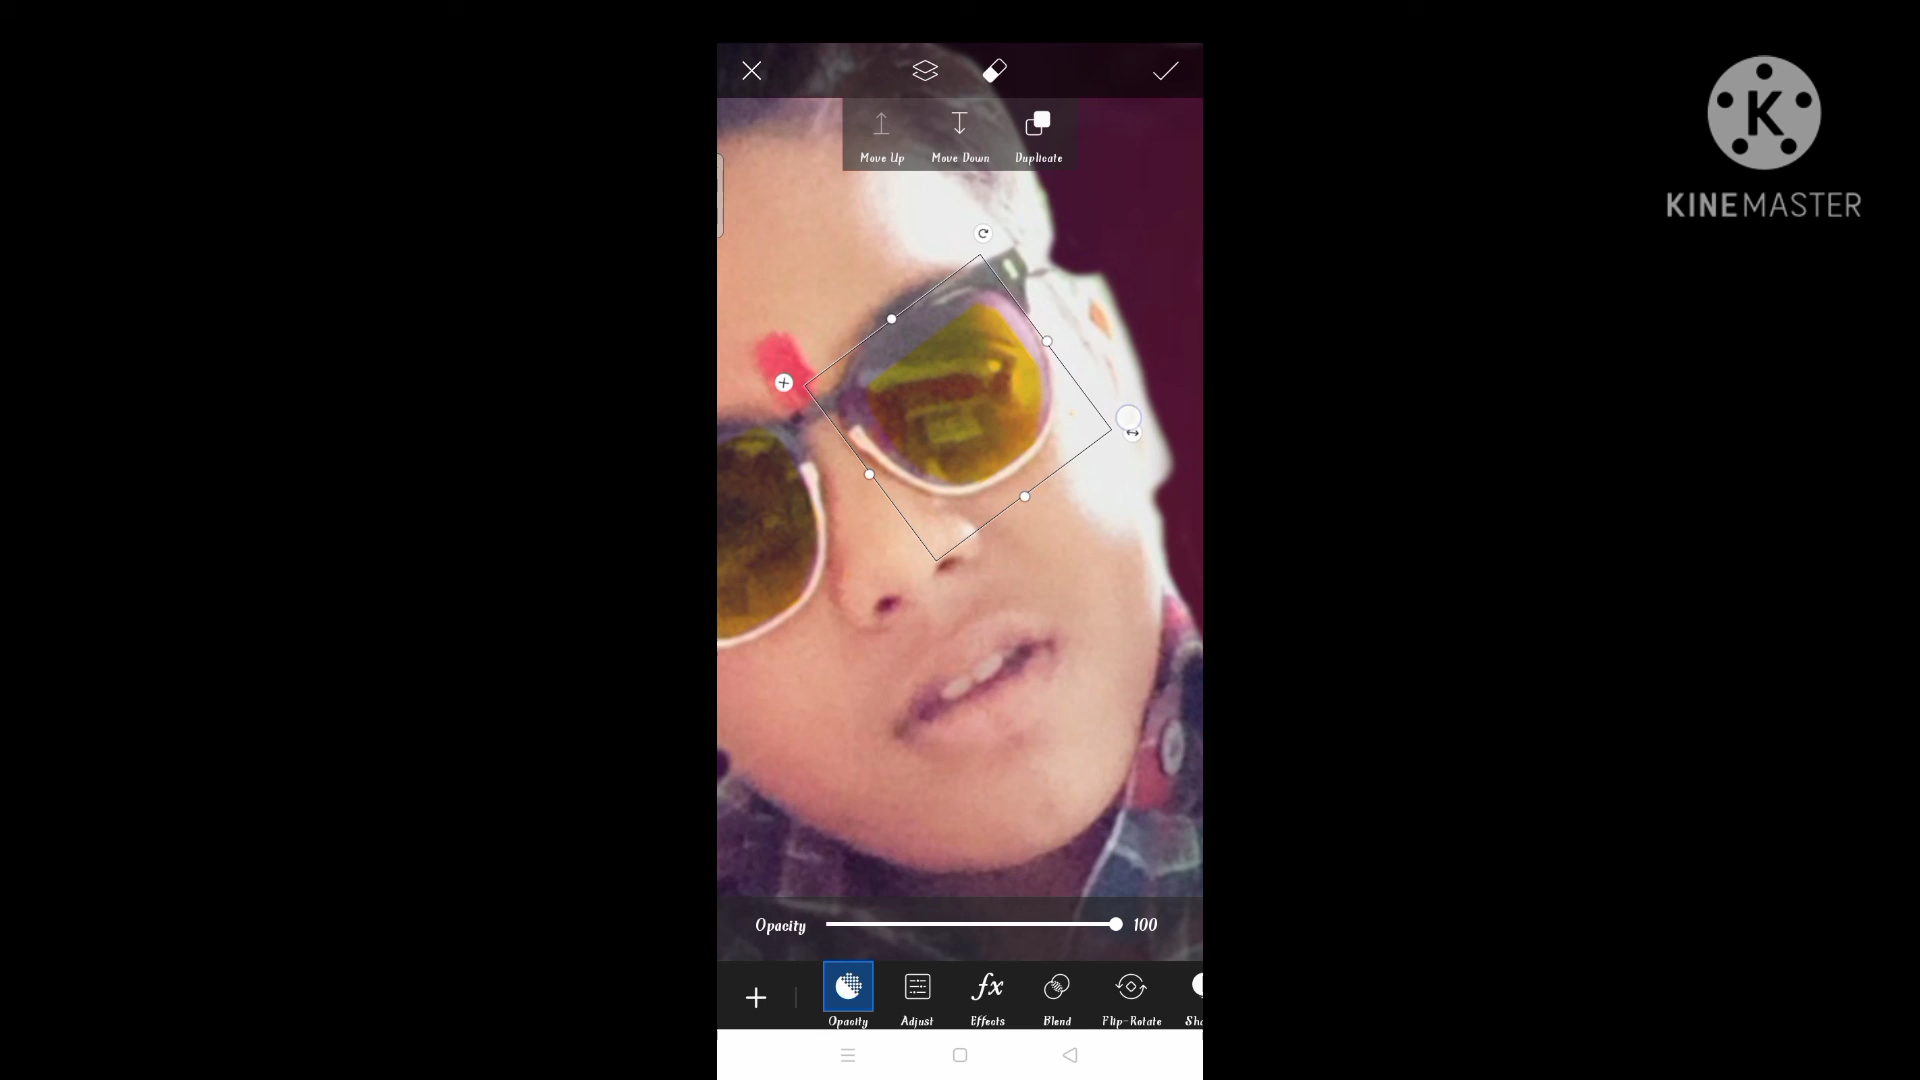 Move Up
Move Down
Duplicate
K
KINEMASTER
Opacity
100
Opacity
Adjust
fx
Effects
Blend
Flip-Rotate